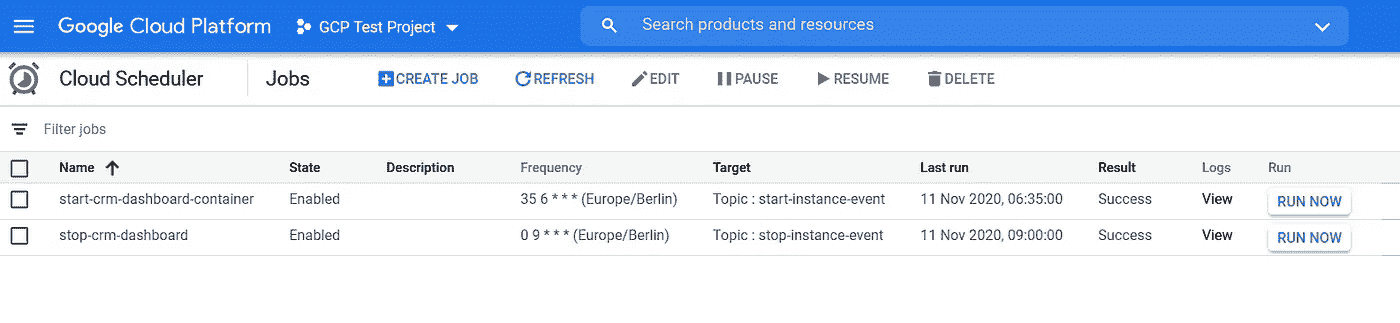 Google Cloud Platform GCP Test Project Search products and resources
Cloud Scheduler Jobs CREATE JOB REFRESH EDIT PAUSE RESUME DELETE
Filter jobs
Name State Description Frequency Target Last run Result Logs Run
start-crm-dashboard-container Enabled 35 6 * * * (Europe/Berlin) Topic : start-instance-event 11 Nov 2020, 06:35:00 Success View RUN NOW
stop-crm-dashboard Enabled 0 9 * * * (Europe/Berlin) Topic : stop-instance-event 11 Nov 2020, 09:00:00 Success View RUN NOW